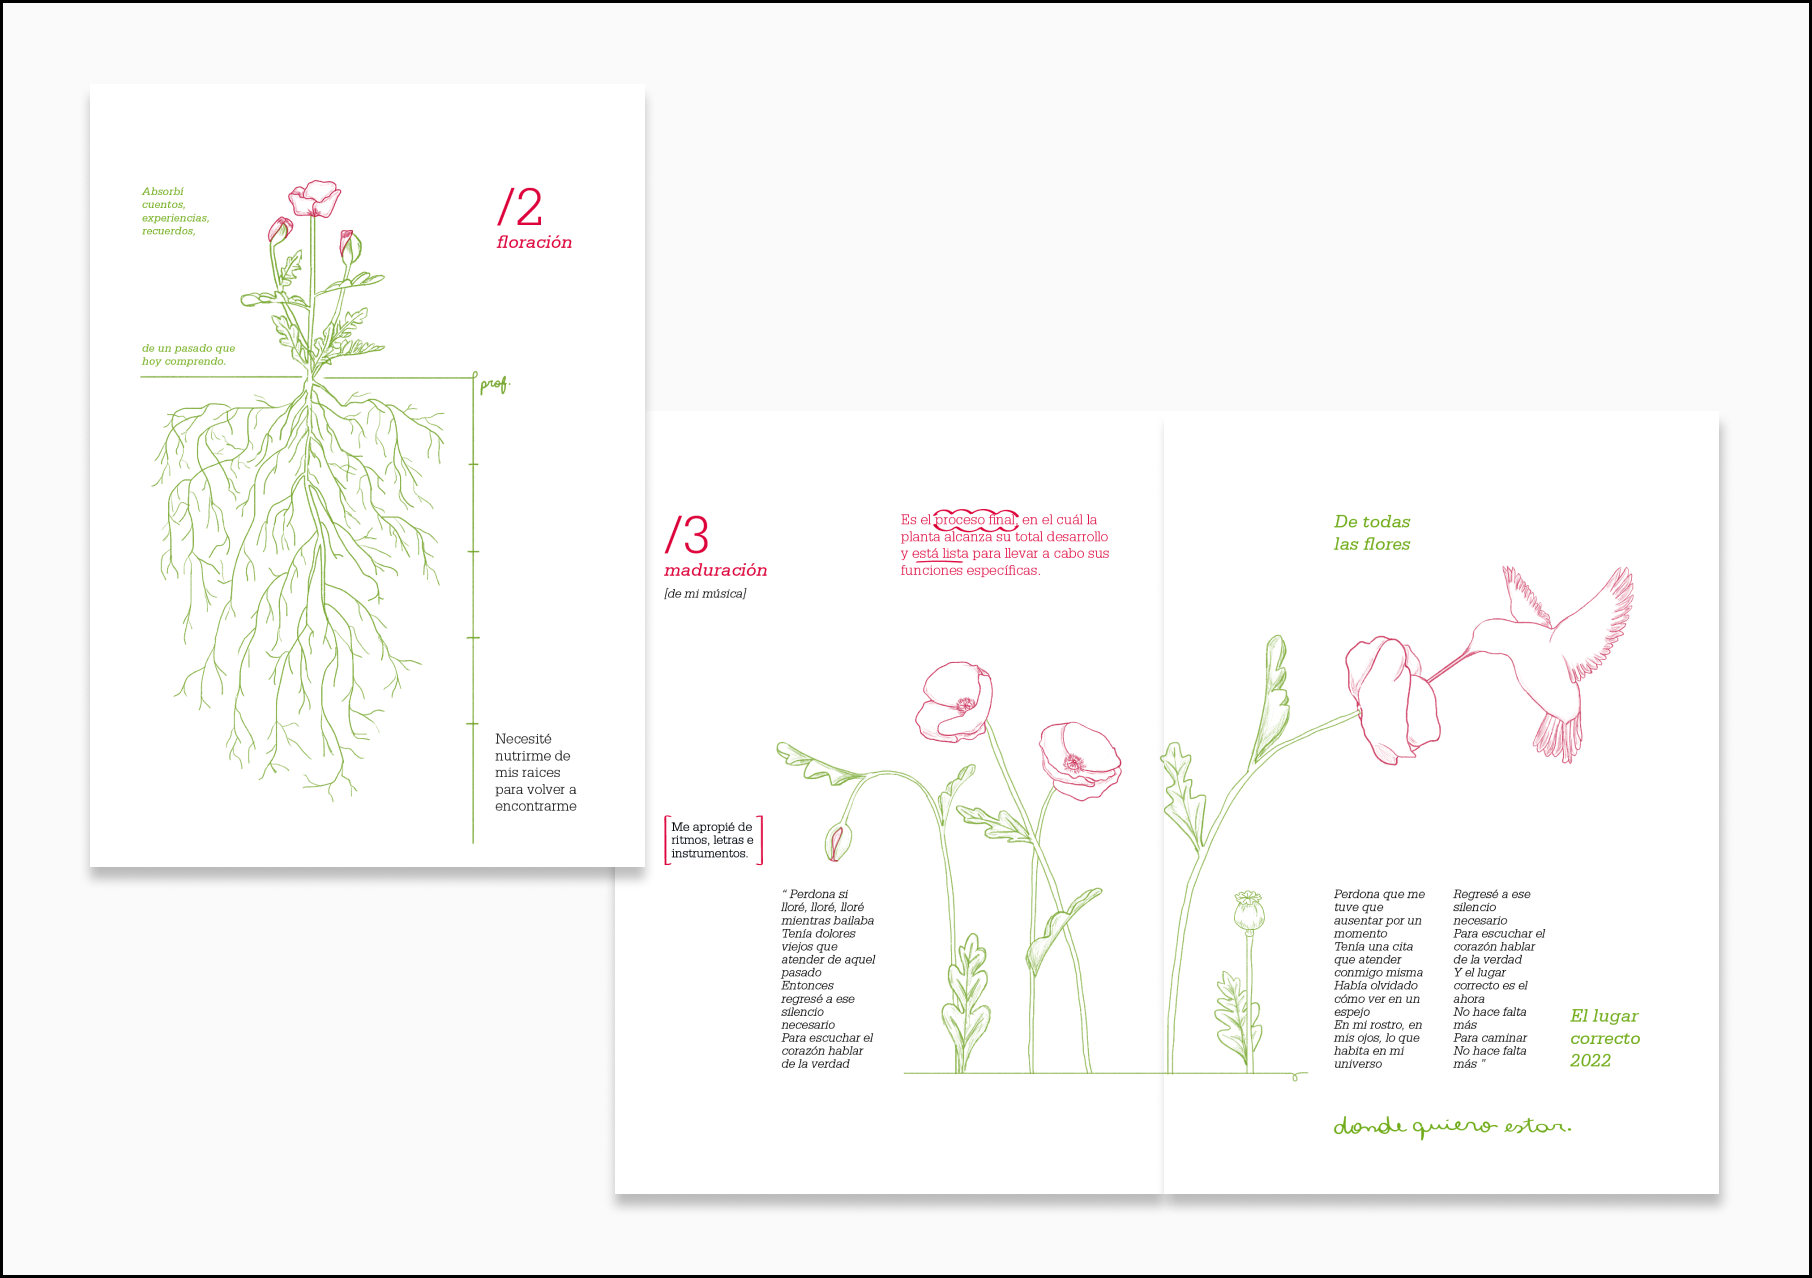 Absorbí
cuentos,
experiencias,
recuerdos,
/2
floración
de un pasado que
hoy comprendo.
prof.
Necesité
nutrirme de
mis raices
para volver a
encontrarme
/3
maduración
[de mi música]
Es el proceso final, en el cuál la
planta alcanza su total desarrollo
y está lista para llevar a cabo sus
funciones específicas.
Me apropié de
ritmos, letras e
instrumentos.
“ Perdona si
lloré, lloré, lloré
mientras bailaba
Tenía dolores
viejos que
atender de aquel
pasado
Entonces
regresé a ese
silencio
necesario
Para escuchar el
corazón hablar
de la verdad
De todas
las flores
Perdona que me
tuve que
ausentar por un
momento
Tenía una cita
que atender
conmigo misma
Había olvidado
cómo ver en un
espejo
En mi rostro, en
mis ojos, lo que
habita en mi
universo
Regresé a ese
silencio
necesario
Para escuchar el
corazón hablar
de la verdad
Y el lugar
correcto es el
ahora
No hace falta
más
Para caminar
No hace falta
más ”
El lugar
correcto
2022
donde quiero estar.